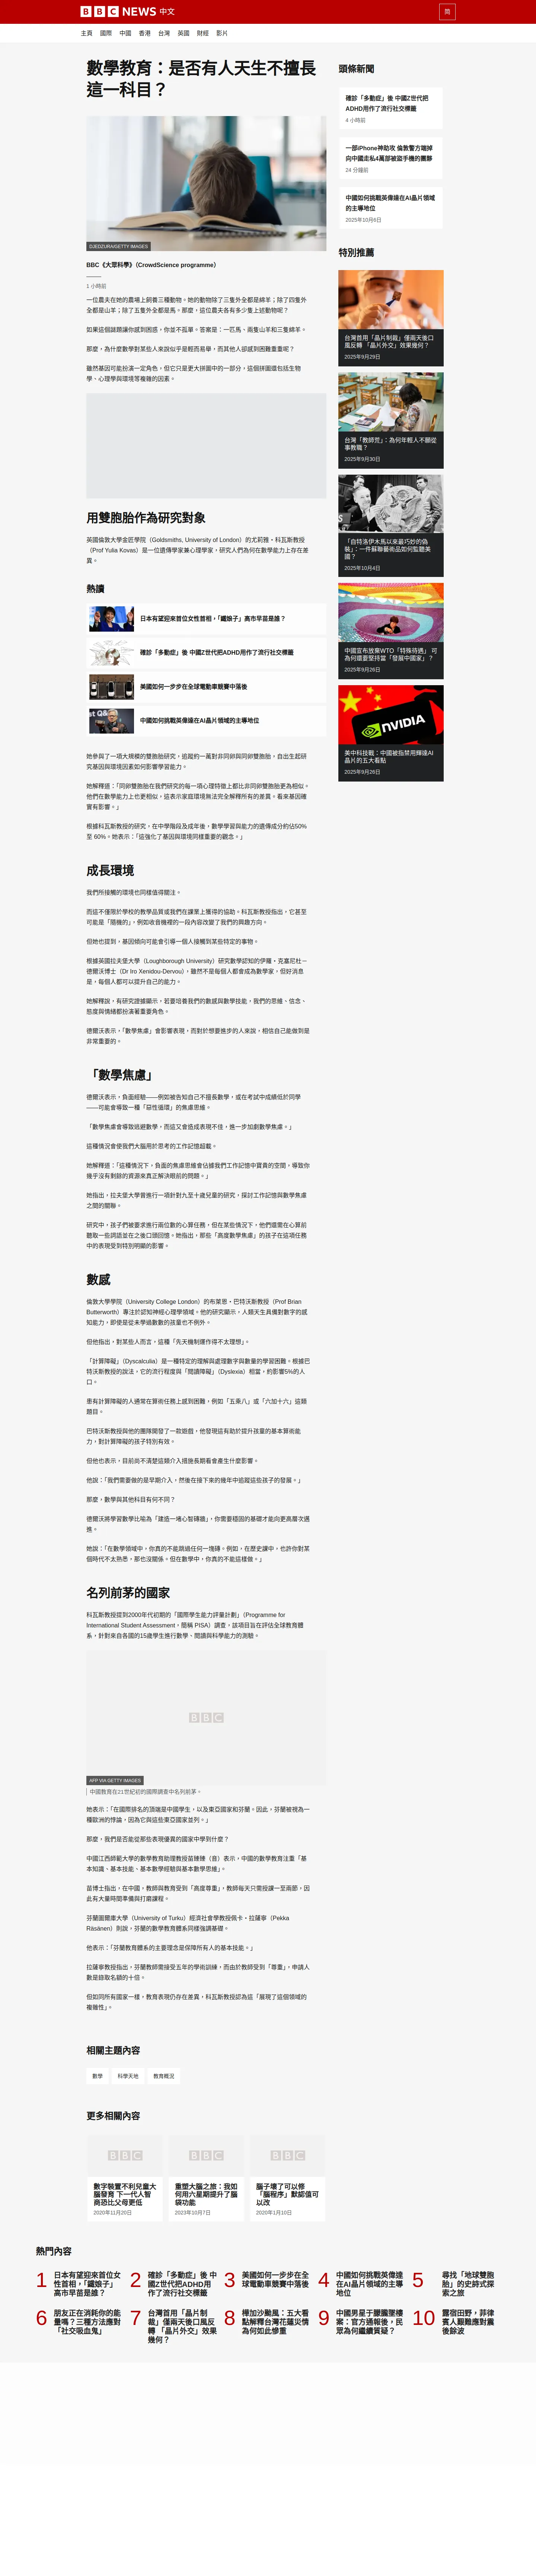 BBC NEWS 中文
简
主頁 國際 中國 香港 台灣 英國 財經 影片
數學教育：是否有人天生不擅長
這一科目？
DJEDZURA/GETTY IMAGES
BBC《大眾科學》（CrowdScience programme）
1 小時前
一位農夫在她的農場上飼養三種動物。她的動物除了三隻外全都是綿羊；除了四隻外
全都是山羊；除了五隻外全都是馬。那麼，這位農夫各有多少隻上述動物呢？
如果這個謎題讓你感到困惑，你並不孤單。答案是：一匹馬、兩隻山羊和三隻綿羊。
那麼，為什麼數學對某些人來說似乎是輕而易舉，而其他人卻感到困難重重呢？
雖然基因可能扮演一定角色，但它只是更大拼圖中的一部分，這個拼圖還包括生物
學、心理學與環境等複雜的因素。
用雙胞胎作為研究對象
英國倫敦大學金匠學院（Goldsmiths, University of London）的尤莉雅・科瓦斯教授
（Prof Yulia Kovas）是一位遺傳學家兼心理學家，研究人們為何在數學能力上存在差
異。
熱讀
日本有望迎來首位女性首相，「鐵娘子」高市早苗是誰？
確診「多動症」後 中國Z世代把ADHD用作了流行社交標籤
美國如何一步步在全球電動車競賽中落後
中國如何挑戰英偉達在AI晶片領域的主導地位
她參與了一項大規模的雙胞胎研究，追蹤約一萬對非同卵與同卵雙胞胎，自出生起研
究基因與環境因素如何影響學習能力。
她解釋道：「同卵雙胞胎在我們研究的每一項心理特徵上都比非同卵雙胞胎更為相似。
他們在數學能力上也更相似，這表示家庭環境無法完全解釋所有的差異，看來基因確
實有影響。」
根據科瓦斯教授的研究，在中學階段及成年後，數學學習與能力的遺傳成分約佔50%
至 60%。她表示：「這強化了基因與環境同樣重要的觀念。」
成長環境
我們所接觸的環境也同樣值得關注。
而這不僅限於學校的教學品質或我們在課業上獲得的協助。科瓦斯教授指出，它甚至
可能是「隨機的」，例如收音機裡的一段內容改變了我們的興趣方向。
但她也提到，基因傾向可能會引導一個人接觸到某些特定的事物。
根據英國拉夫堡大學（Loughborough University）研究數學認知的伊羅・克塞尼杜－
德爾沃博士（Dr Iro Xenidou-Dervou），雖然不是每個人都會成為數學家，但好消息
是，每個人都可以提升自己的能力。
她解釋說，有研究證據顯示，若要培養我們的數感與數學技能，我們的思維、信念、
態度與情緒都扮演著重要角色。
德爾沃表示，「數學焦慮」會影響表現，而對於想要進步的人來說，相信自己能做到是
非常重要的。
「數學焦慮」
德爾沃表示，負面經驗——例如被告知自己不擅長數學，或在考試中成績低於同學
——可能會導致一種「惡性循環」的焦慮思維。
「數學焦慮會導致逃避數學，而這又會造成表現不佳，進一步加劇數學焦慮。」
這種情況會使我們大腦用於思考的工作記憶超載。
她解釋道：「這種情況下，負面的焦慮思維會佔據我們工作記憶中寶貴的空間，導致你
幾乎沒有剩餘的資源來真正解決眼前的問題。」
她指出，拉夫堡大學曾進行一項針對九至十歲兒童的研究，探討工作記憶與數學焦慮
之間的關聯。
研究中，孩子們被要求進行兩位數的心算任務，但在某些情況下，他們還需在心算前
聽取一些詞語並在之後口頭回憶。她指出，那些「高度數學焦慮」的孩子在這項任務
中的表現受到特別明顯的影響。
數感
倫敦大學學院（University College London）的布萊恩・巴特沃斯教授（Prof Brian
Butterworth）專注於認知神經心理學領域。他的研究顯示，人類天生具備對數字的感
知能力，即使是從未學過數數的孩童也不例外。
但他指出，對某些人而言，這種「先天機制運作得不太理想」。
「計算障礙」（Dyscalculia）是一種特定的理解與處理數字與數量的學習困難。根據巴
特沃斯教授的說法，它的流行程度與「閱讀障礙」（Dyslexia）相當，約影響5%的人
口。
患有計算障礙的人通常在算術任務上感到困難，例如「五乘八」或「六加十六」這類
題目。
巴特沃斯教授與他的團隊開發了一款遊戲，他發現這有助於提升孩童的基本算術能
力，對計算障礙的孩子特別有效。
但他也表示，目前尚不清楚這類介入措施長期看會產生什麼影響。
他說：「我們需要做的是早期介入，然後在接下來的幾年中追蹤這些孩子的發展。」
那麼，數學與其他科目有何不同？
德爾沃將學習數學比喻為「建造一堵心智磚牆」，你需要穩固的基礎才能向更高層次邁
進。
她說：「在數學領域中，你真的不能跳過任何一塊磚。例如，在歷史課中，也許你對某
個時代不太熟悉，那也沒關係。但在數學中，你真的不能這樣做。」
名列前茅的國家
科瓦斯教授提到2000年代初期的「國際學生能力評量計劃」（Programme for
International Student Assessment，簡稱 PISA）調查。該項目旨在評估全球教育體
系，針對來自各國的15歲學生進行數學、閱讀與科學能力的測驗。
BBC
AFP VIA GETTY IMAGES
中國教育在21世紀初的國際調查中名列前茅。
她表示：「在國際排名的頂端是中國學生，以及東亞國家和芬蘭。因此，芬蘭被視為一
種歐洲的悖論，因為它與這些東亞國家並列。」
那麼，我們是否能從那些表現優異的國家中學到什麼？
中國江西師範大學的數學教育助理教授苗臻臻（音）表示，中國的數學教育注重「基
本知識、基本技能、基本數學經驗與基本數學思維」。
苗博士指出，在中國，教師與教育受到「高度尊重」，教師每天只需授課一至兩節，因
此有大量時間準備與打磨課程。
芬蘭圖爾庫大學（University of Turku）經濟社會學教授佩卡・拉薩寧（Pekka
Räsänen）則說，芬蘭的數學教育體系同樣強調基礎。
他表示：「芬蘭教育體系的主要理念是保障所有人的基本技能。」
拉薩寧教授指出，芬蘭教師需接受五年的學術訓練，而由於教師受到「尊重」，申請人
數是錄取名額的十倍。
但如同所有國家一樣，教育表現仍存在差異，科瓦斯教授認為這「展現了這個領域的
複雜性」。
相關主題內容
數學 科學天地 教育概況
更多相關內容
BBC BBC BBC
數字裝置不利兒童大
腦發育 下一代人智
商恐比父母更低
2020年11月20日
重塑大腦之旅：我如
何用六星期提升了腦
袋功能
2023年10月7日
腦子壞了可以修
「腦程序」默認值可
以改
2020年1月10日
頭條新聞
確診「多動症」後 中國Z世代把
ADHD用作了流行社交標籤
4 小時前
一部iPhone神助攻 倫敦警方端掉
向中國走私4萬部被盜手機的團夥
24 分鐘前
中國如何挑戰英偉達在AI晶片領域
的主導地位
2025年10月6日
特別推薦
台灣首用「晶片制裁」僅兩天後口
風反轉 「晶片外交」效果幾何？
2025年9月29日
台灣「教師荒」：為何年輕人不願從
事教職？
2025年9月30日
「自特洛伊木馬以來最巧妙的偽
裝」：一件蘇聯藝術品如何監聽美
國？
2025年10月4日
中國宣布放棄WTO「特殊待遇」 可
為何還要堅持當「發展中國家」？
2025年9月26日
NVIDIA
美中科技戰：中國被指禁用輝達AI
晶片的五大看點
2025年9月26日
熱門內容
1 日本有望迎來首位女
性首相，「鐵娘子」
高市早苗是誰？
2 確診「多動症」後 中
國Z世代把ADHD用
作了流行社交標籤
3 美國如何一步步在全
球電動車競賽中落後
4 中國如何挑戰英偉達
在AI晶片領域的主導
地位
5 尋找「地球雙胞
胎」的史詩式探
索之旅
6 朋友正在消耗你的能
量嗎？三種方法應對
「社交吸血鬼」
7 台灣首用「晶片制
裁」僅兩天後口風反
轉 「晶片外交」效果
幾何？
8 樺加沙颱風：五大看
點解釋台灣花蓮災情
為何如此慘重
9 中國男星于朦朧墜樓
案：官方通報後，民
眾為何繼續質疑？
10 震宿田野，菲律
賓人艱難應對震
後餘波